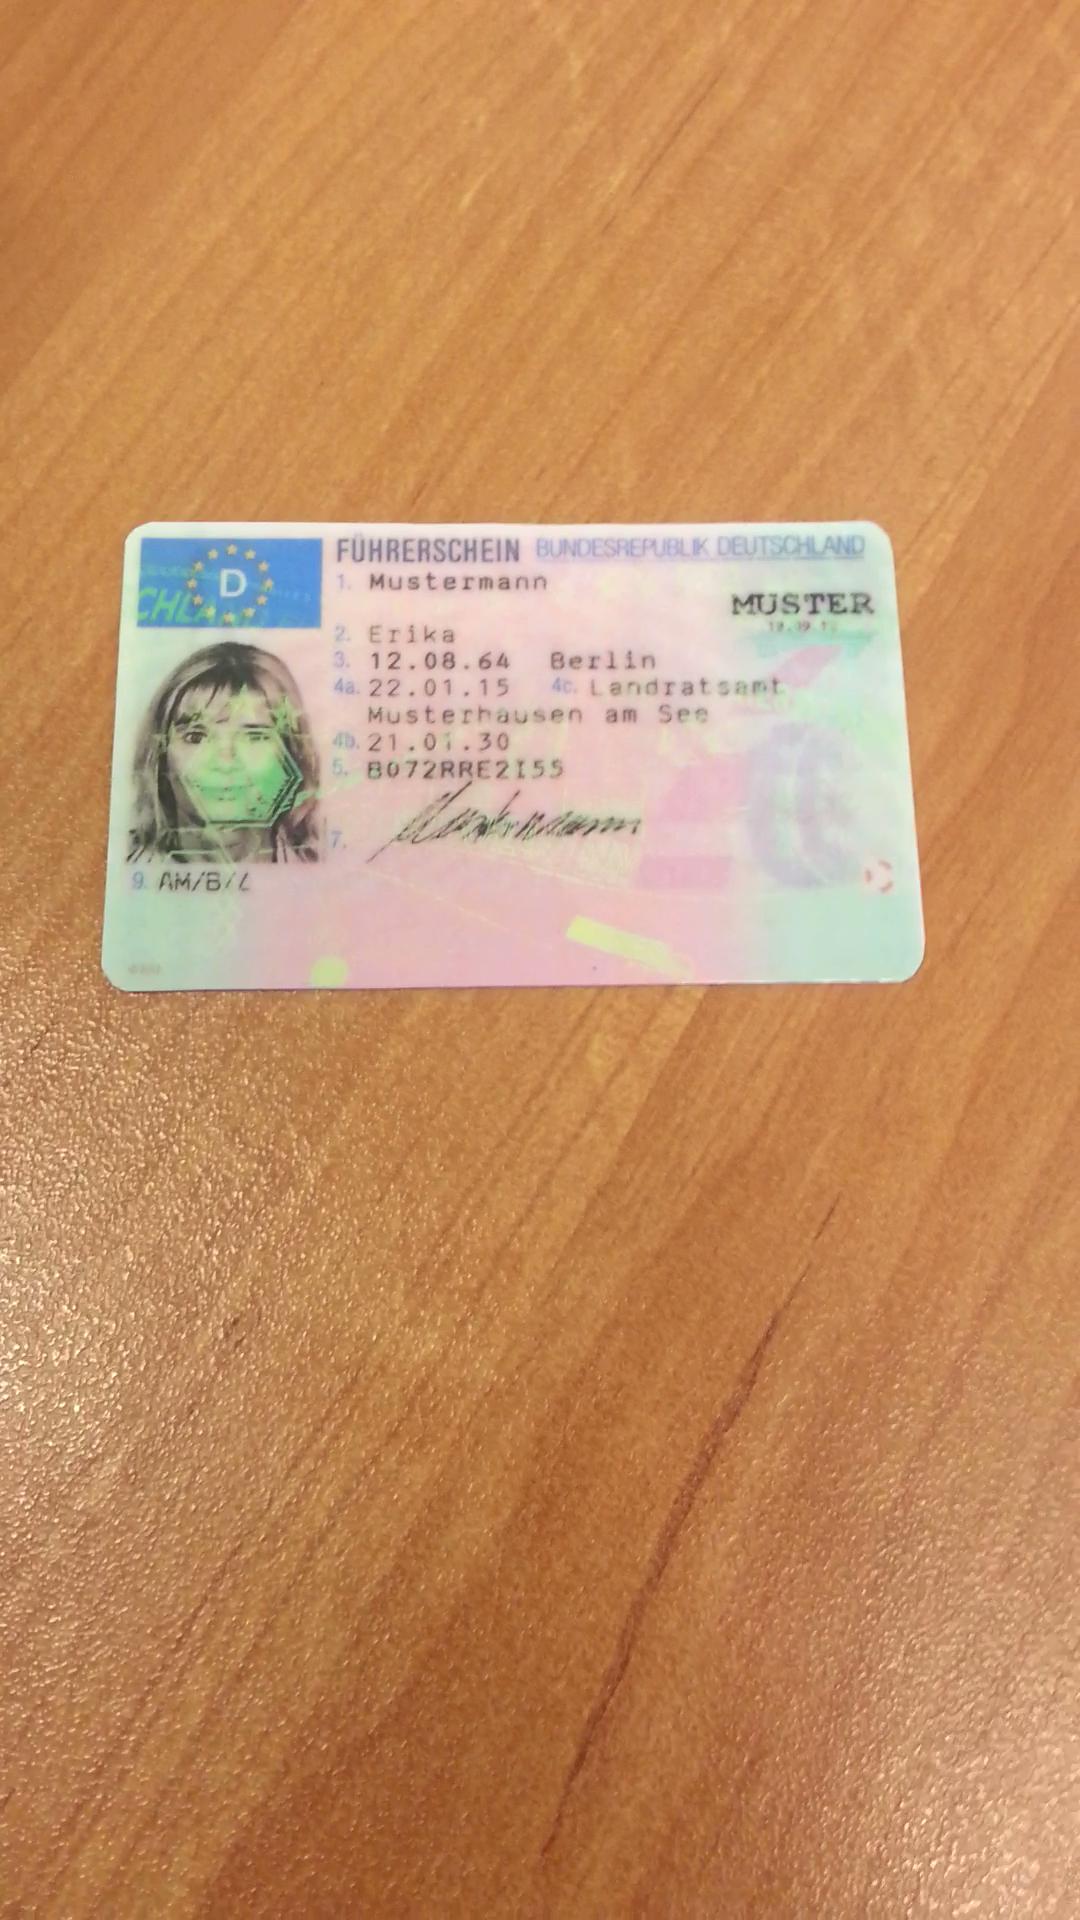 FÜHRERSCHEIN BUNDESREPUBLIK DEUTSCHLAND
D
1. Mustermann
MUSTER
2. Erika
3. 12.08.64 Berlin
4a. 22.01.15 4c. Landratsamt
Musterhausen am See
4b. 21.01.30
5. B072RRE2I55
7. Mustermann
9. AM/B/L